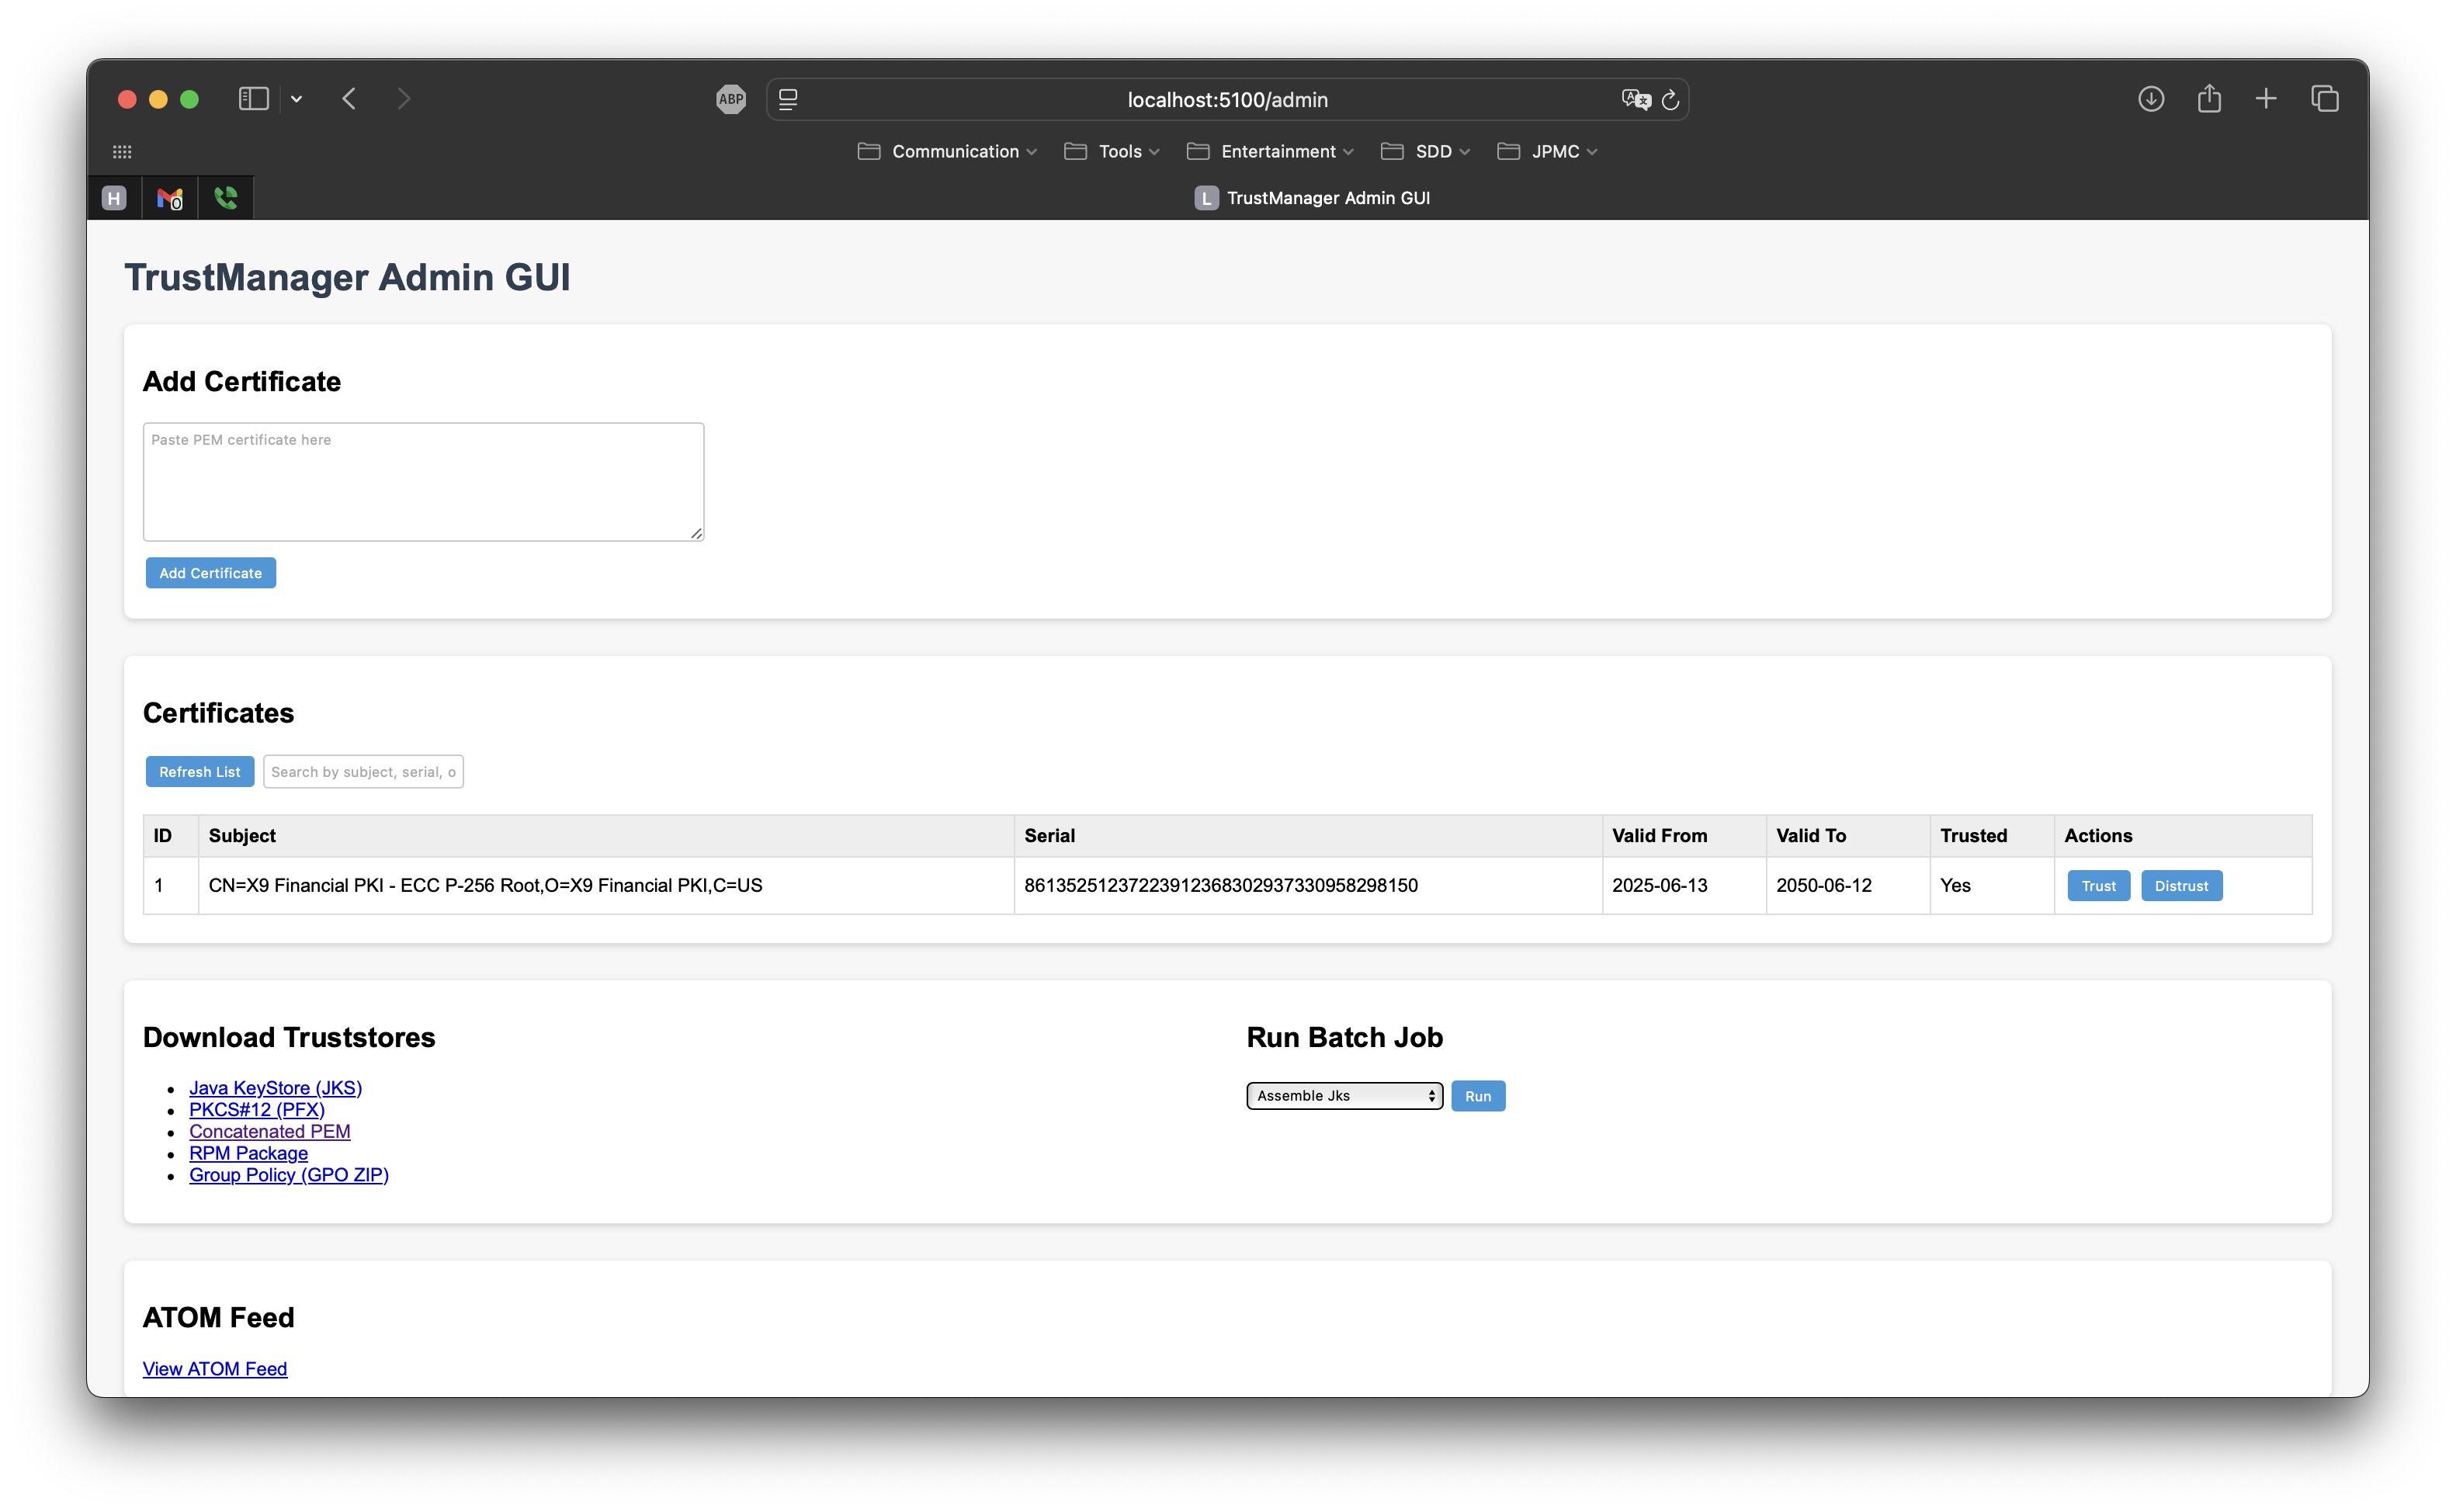 ABP
localhost:5100/admin
Communication
Tools
Entertainment
SDD
JPMC
H
0
L TrustManager Admin GUI
TrustManager Admin GUI
Add Certificate
Paste PEM certificate here
Add Certificate
Certificates
Refresh List
Search by subject, serial, o
ID Subject Serial Valid From Valid To Trusted Actions
1 CN=X9 Financial PKI - ECC P-256 Root,O=X9 Financial PKI,C=US 86135251237223912368302937330958298150 2025-06-13 2050-06-12 Yes Trust Distrust
Download Truststores
Java KeyStore (JKS)
PKCS#12 (PFX)
Concatenated PEM
RPM Package
Group Policy (GPO ZIP)
Run Batch Job
Assemble Jks Run
ATOM Feed
View ATOM Feed